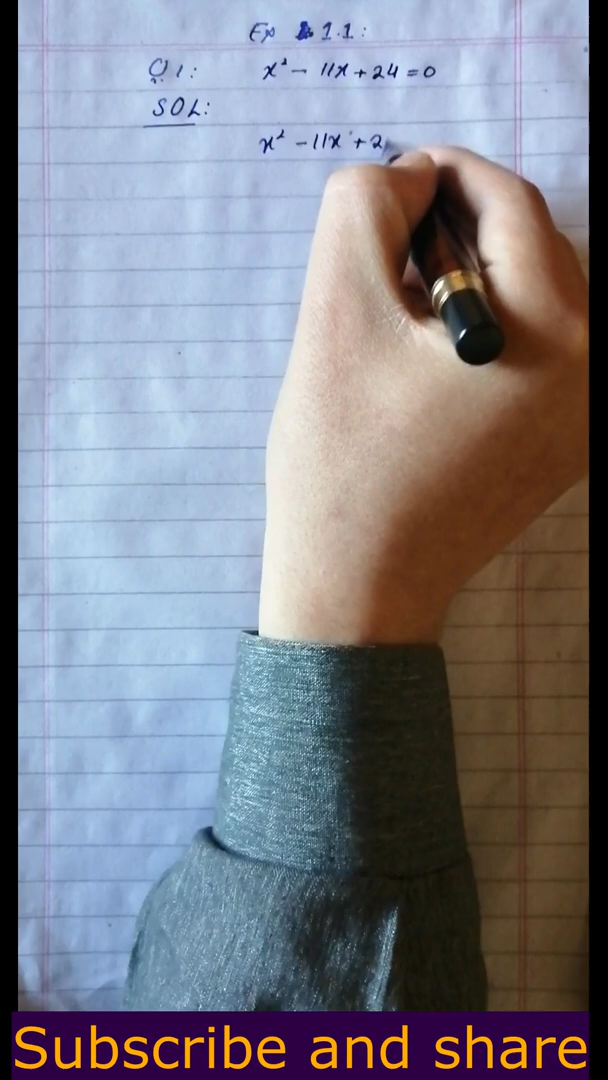 Ex 1.1:
Q1: x² - 11x + 24 = 0
SOL:
x² - 11x + 2
Subscribe and share